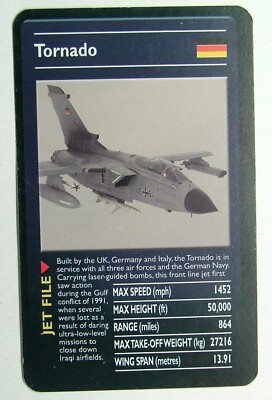 Tornado
Built by the UK, Germany and Italy, the Tornado is in
service with all three air forces and the German Navy.
Carrying laser-guided bombs, this front line jet first
saw action
during the Gulf
conflict of 1991,
when several
were lost as a
result of daring
ultra-low-level
missions to
close down
Iraqi airfields.
JET FILE
MAX SPEED (mph) 1452
MAX HEIGHT (ft) 50,000
RANGE (miles) 864
MAX TAKE-OFF WEIGHT (kg) 27216
WING SPAN (metres) 13.91